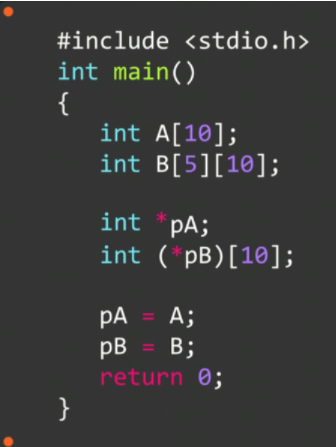 #include <stdio.h>
int main()
{
int A[10];
int B[5][10];
int *pA;
int (*pB)[10];
pA = A;
pB = B;
return 0;
}